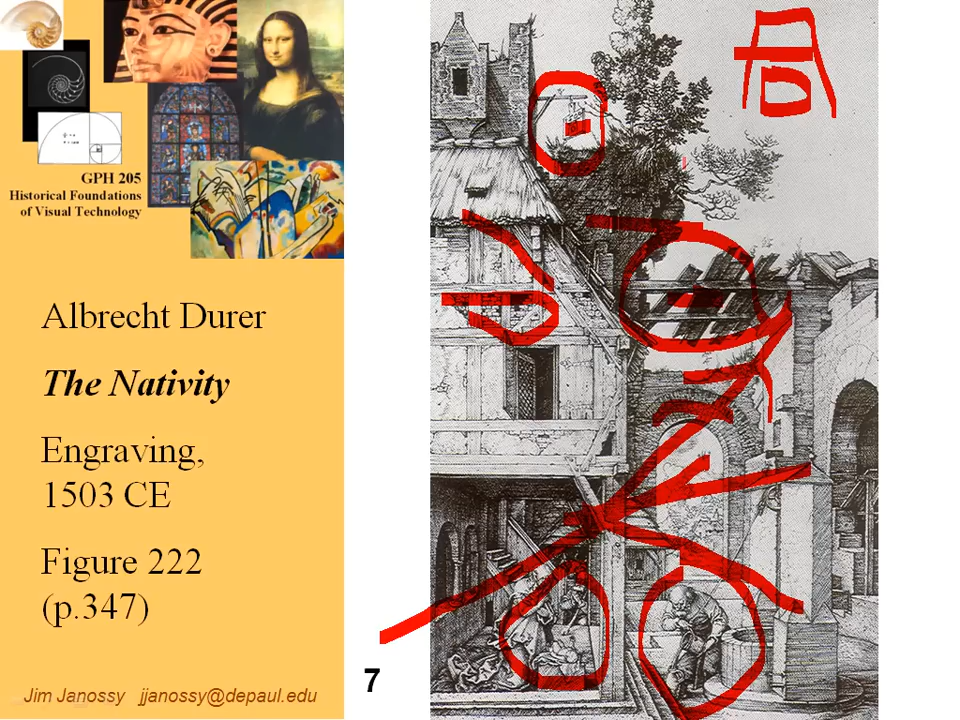 GPH 205
Historical Foundations
of Visual Technology
Albrecht Durer
The Nativity
Engraving,
1503 CE
Figure 222
(p.347)
Jim Janossy jjanossy@depaul.edu
7